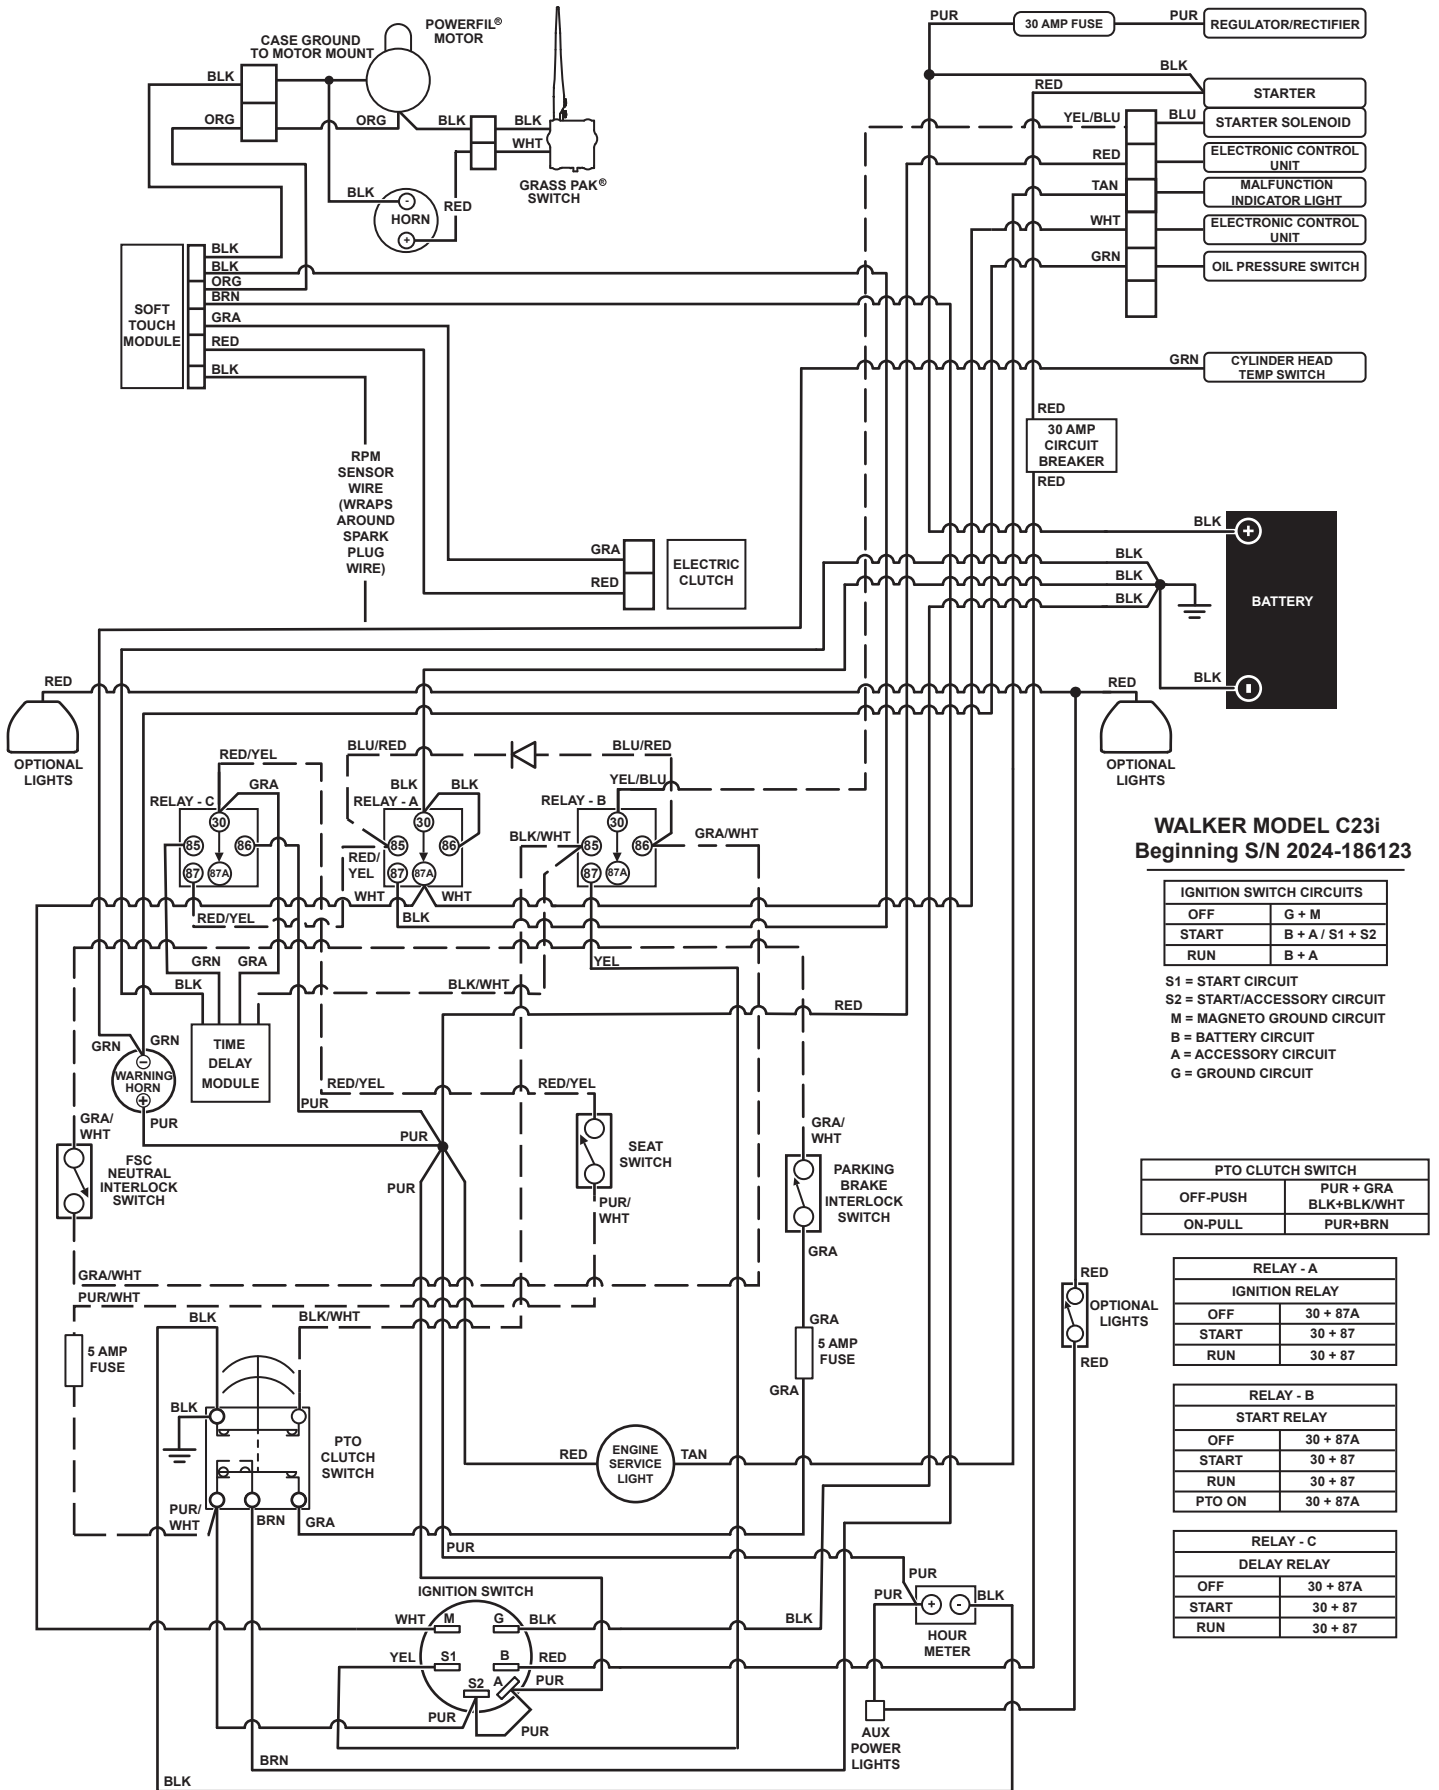 POWERFIL®
MOTOR
CASE GROUND
TO MOTOR MOUNT
BLK
ORG
ORG
BLK
BLK
WHT
GRASS PAK®
SWITCH
BLK
-
HORN
+
RED
PUR
30 AMP FUSE
PUR
REGULATOR/RECTIFIER
BLK
RED
STARTER
YEL/BLU
BLU
STARTER SOLENOID
RED
ELECTRONIC CONTROL
UNIT
TAN
MALFUNCTION
INDICATOR LIGHT
WHT
ELECTRONIC CONTROL
UNIT
GRN
OIL PRESSURE SWITCH
GRN
CYLINDER HEAD
TEMP SWITCH
SOFT
TOUCH
MODULE
BLK
BLK
ORG
BRN
GRA
RED
BLK
RPM
SENSOR
WIRE
(WRAPS
AROUND
SPARK
PLUG
WIRE)
GRA
RED
ELECTRIC
CLUTCH
RED
30 AMP
CIRCUIT
BREAKER
RED
BLK
+
BLK
BLK
BLK
BATTERY
BLK
-
RED
OPTIONAL
LIGHTS
RED
OPTIONAL
LIGHTS
RED/YEL
GRA
RELAY - C
30
85
86
87
87A
RED/YEL
BLU/RED
BLU/RED
BLK
BLK
RELAY - A
30
85
86
87
87A
RED/
YEL
WHT
WHT
BLK
YEL/BLU
RELAY - B
BLK/WHT
GRA/WHT
30
85
86
87
87A
YEL
GRN
GRA
BLK
BLK/WHT
RED
TIME
DELAY
MODULE
GRN
GRN
-
WARNING
HORN
+
PUR
RED/YEL
PUR
PUR
RED/YEL
SEAT
SWITCH
PUR/
WHT
PUR
GRA/
WHT
FSC
NEUTRAL
INTERLOCK
SWITCH
GRA/WHT
GRA/
WHT
PARKING
BRAKE
INTERLOCK
SWITCH
GRA
PUR/WHT
5 AMP
FUSE
BLK
BLK/WHT
GRA
5 AMP
FUSE
GRA
RED
OPTIONAL
LIGHTS
RED
BLK
PTO
CLUTCH
SWITCH
PUR/
WHT
BRN
GRA
RED
ENGINE
SERVICE
LIGHT
TAN
PUR
PUR
PUR
+
-
BLK
HOUR
METER
IGNITION SWITCH
WHT
M
G
BLK
BLK
YEL
S1
B
RED
S2
A
PUR
PUR
PUR
AUX
POWER
LIGHTS
BRN
BLK
WALKER MODEL C23i
Beginning S/N 2024-186123
IGNITION SWITCH CIRCUITS
OFF G + M
START B + A / S1 + S2
RUN B + A
S1 = START CIRCUIT
S2 = START/ACCESSORY CIRCUIT
M = MAGNETO GROUND CIRCUIT
B = BATTERY CIRCUIT
A = ACCESSORY CIRCUIT
G = GROUND CIRCUIT
PTO CLUTCH SWITCH
OFF-PUSH PUR + GRA
BLK+BLK/WHT
ON-PULL PUR+BRN
RELAY - A
IGNITION RELAY
OFF 30 + 87A
START 30 + 87
RUN 30 + 87
RELAY - B
START RELAY
OFF 30 + 87A
START 30 + 87
RUN 30 + 87
PTO ON 30 + 87A
RELAY - C
DELAY RELAY
OFF 30 + 87A
START 30 + 87
RUN 30 + 87